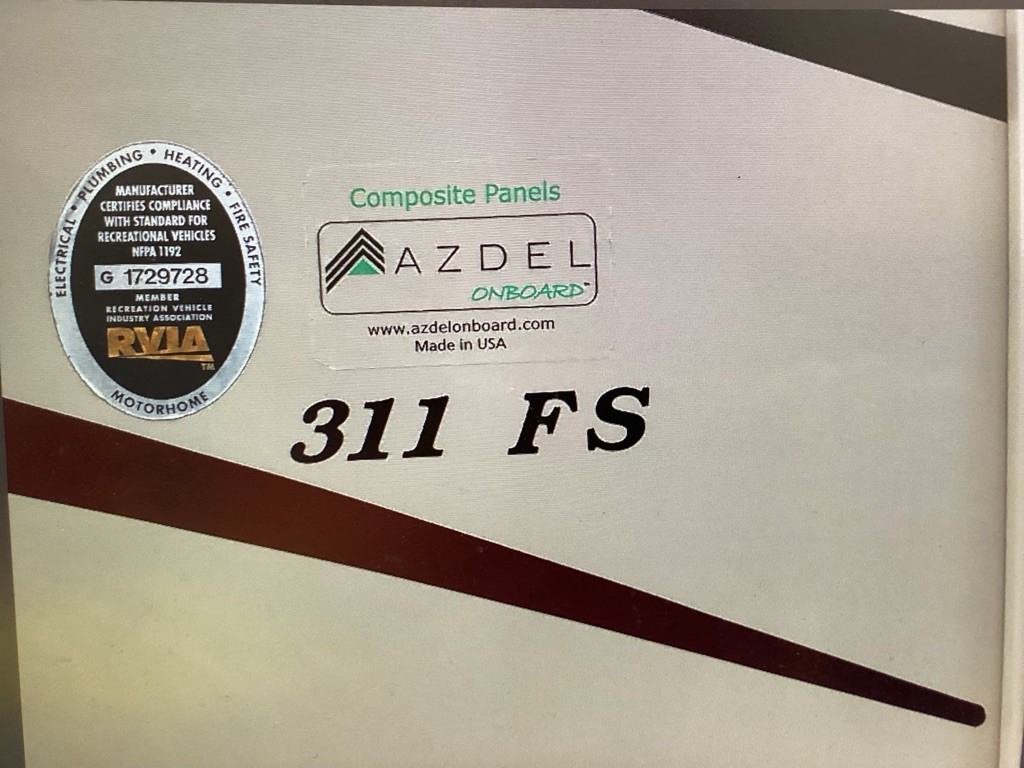 ELECTRICAL • PLUMBING • HEATING • FIRE SAFETY
MANUFACTURER
CERTIFIES COMPLIANCE
WITH STANDARD FOR
RECREATIONAL VEHICLES
NFPA 1192
G 1729728
MEMBER
RECREATION VEHICLE
INDUSTRY ASSOCIATION
RVIA
TM
MOTORHOME
Composite Panels
AZDEL
ONBOARD™
www.azdelonboard.com
Made in USA
311 FS